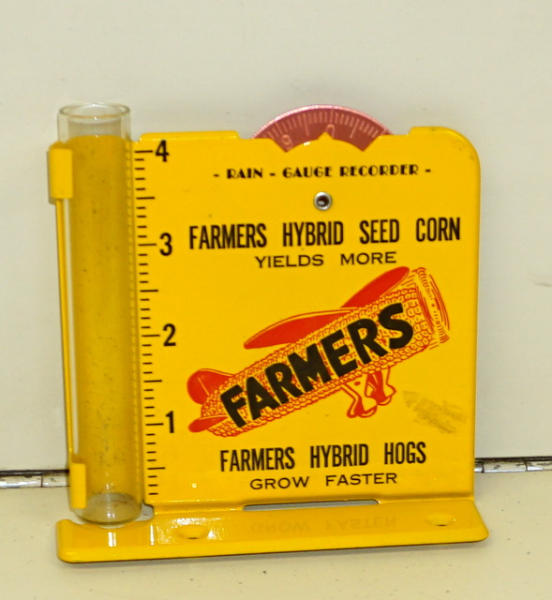 - RAIN - GAUGE RECORDER -
FARMERS HYBRID SEED CORN
YIELDS MORE
FARMERS
FARMERS HYBRID HOGS
GROW FASTER
4
3
2
1